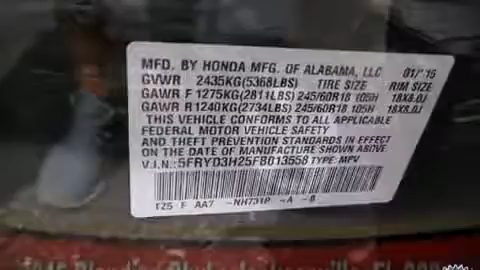 MFD. BY HONDA MFG. OF ALABAMA, LLC 01/'15
GVWR 2435KG(5368LBS) TIRE SIZE RIM SIZE
GAWR F 1275KG(2811LBS) 245/60R18 105H 18X8.0J
GAWR R 1240KG(2734LBS) 245/60R18 105H 18X8.0J
THIS VEHICLE CONFORMS TO ALL APPLICABLE
FEDERAL MOTOR VEHICLE SAFETY
AND THEFT PREVENTION STANDARDS IN EFFECT
ON THE DATE OF MANUFACTURE SHOWN ABOVE.
V.I.N.: 5FRYD3H25FB013558 TYPE: MPV
TZ5 F AA7 -NH731P -A -B